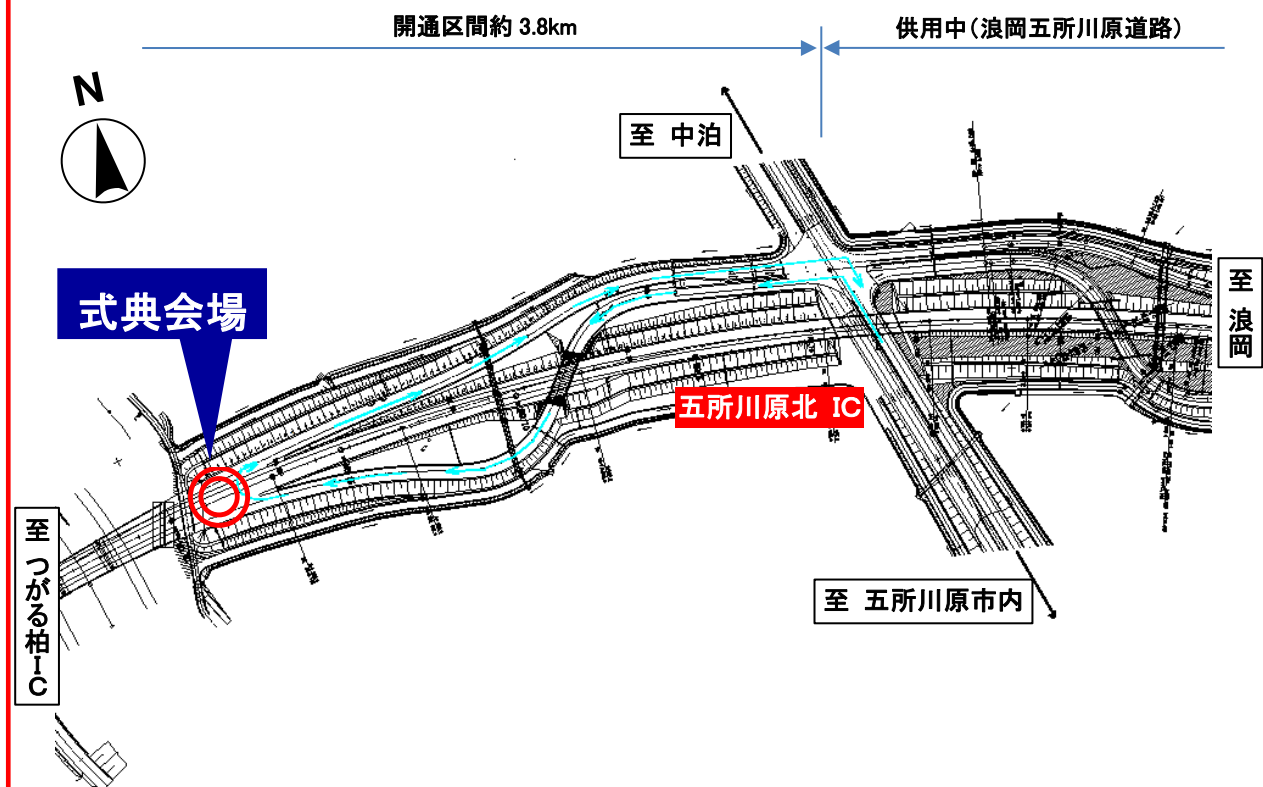 開通区間約 3.8km
供用中（浪岡五所川原道路）
N
至 中泊
式典会場
至 浪岡
五所川原北 IC
至 つがる柏IC
至 五所川原市内